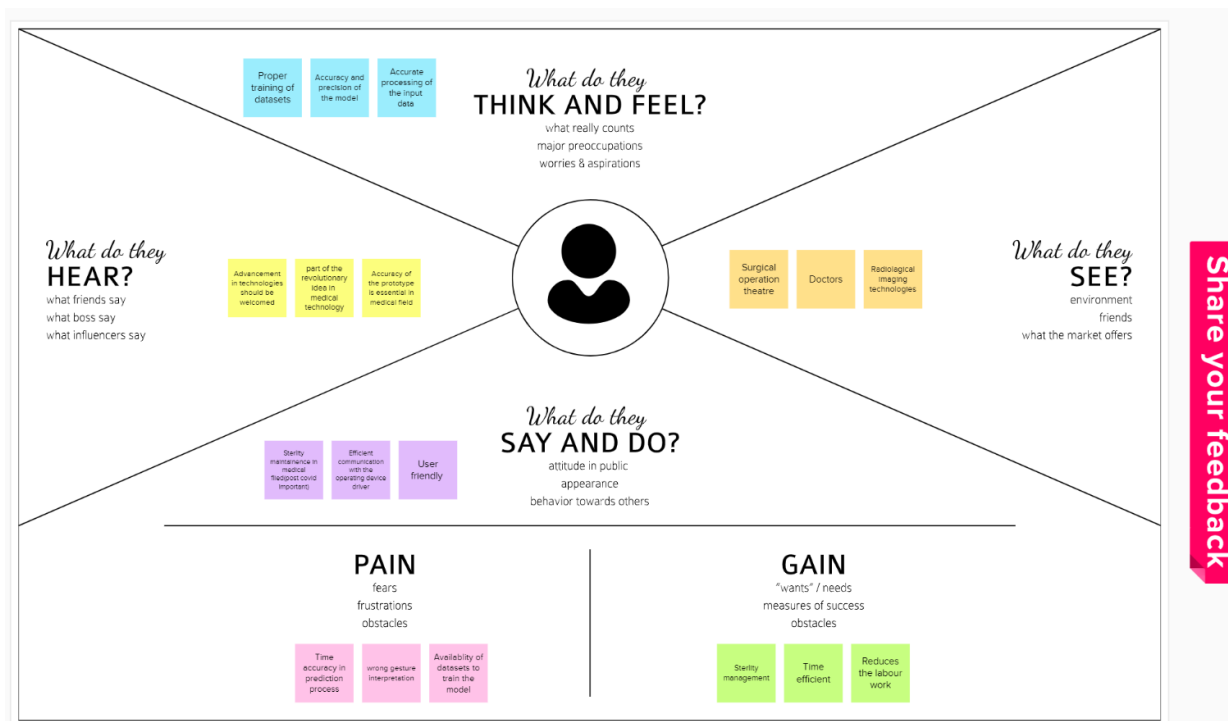 Proper
training of
datasets
Accuracy and
precision of
the model
Accurate
processing of
the input
data
What do they
THINK AND FEEL?
what really counts
major preoccupations
worries & aspirations
What do they
HEAR?
what friends say
what boss say
what influencers say
Advancement
in technologies
should be
welcomed
part of the
revolutionary
idea in
medical
technology
Accuracy of
the prototype
is essential in
medical field
Surgical
operation
theatre
Doctors
Radiolagical
imaging
technologies
What do they
SEE?
environment
friends
what the market offers
What do they
SAY AND DO?
attitude in public
appearance
behavior towards others
Sterlity
maintainence in
medical
filed(post covid
important)
Efficient
communication
with the
operating device
driver
User
friendly
PAIN
fears
frustrations
obstacles
Time
accuracy in
prediction
process
wrong gesture
interpretation
Availablity of
datasets to
train the
model
GAIN
"wants" / needs
measures of success
obstacles
Sterlity
management
Time
efficient
Reduces
the labour
work
Share your feedback